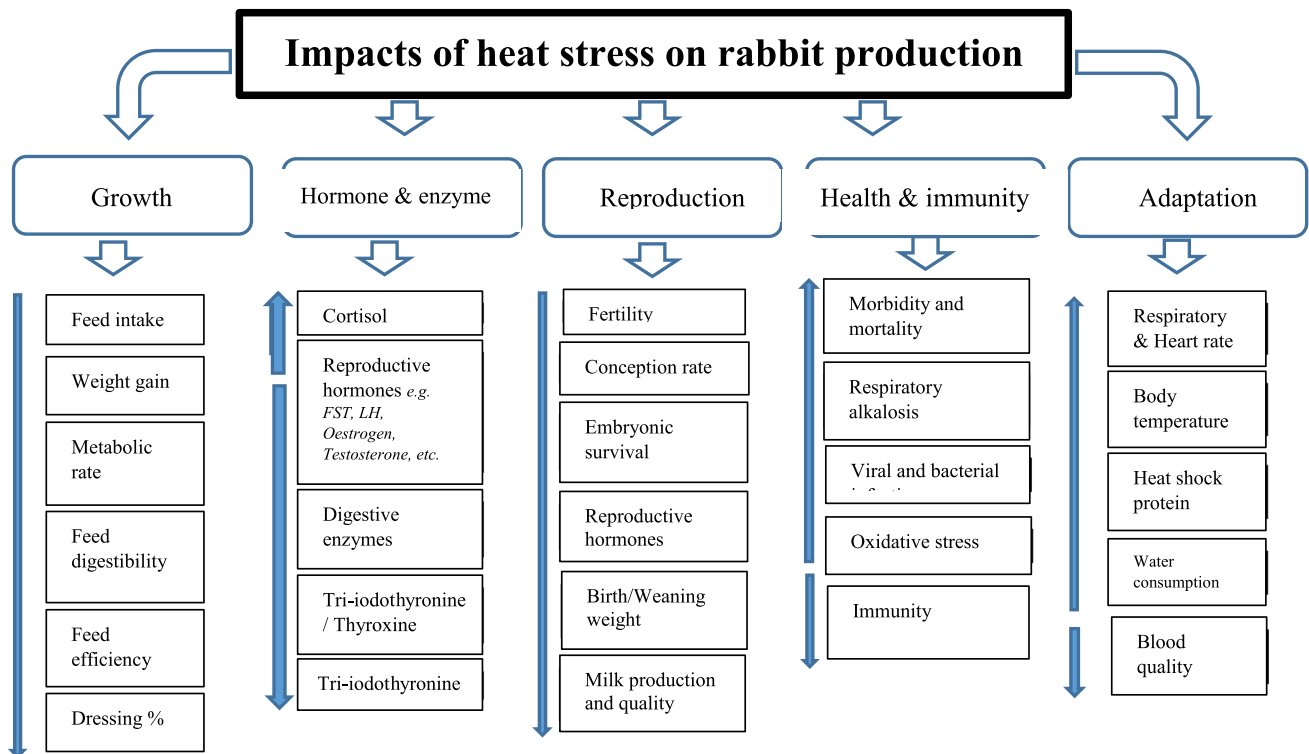 Impacts of heat stress on rabbit production
Growth
Hormone & enzyme
Reproduction
Health & immunity
Adaptation
Feed intake
Weight gain
Metabolic
rate
Feed
digestibility
Feed
efficiency
Dressing %
Cortisol
Reproductive
hormones e.g.
FST, LH,
Oestrogen,
Testosterone, etc.
Digestive
enzymes
Tri-iodothyronine
/ Thyroxine
Tri-iodothyronine
Fertility
Conception rate
Embryonic
survival
Reproductive
hormones
Birth/Weaning
weight
Milk production
and quality
Morbidity and
mortality
Respiratory
alkalosis
Viral and bacterial
Oxidative stress
Immunity
Respiratory
& Heart rate
Body
temperature
Heat shock
protein
Water
consumption
Blood
quality